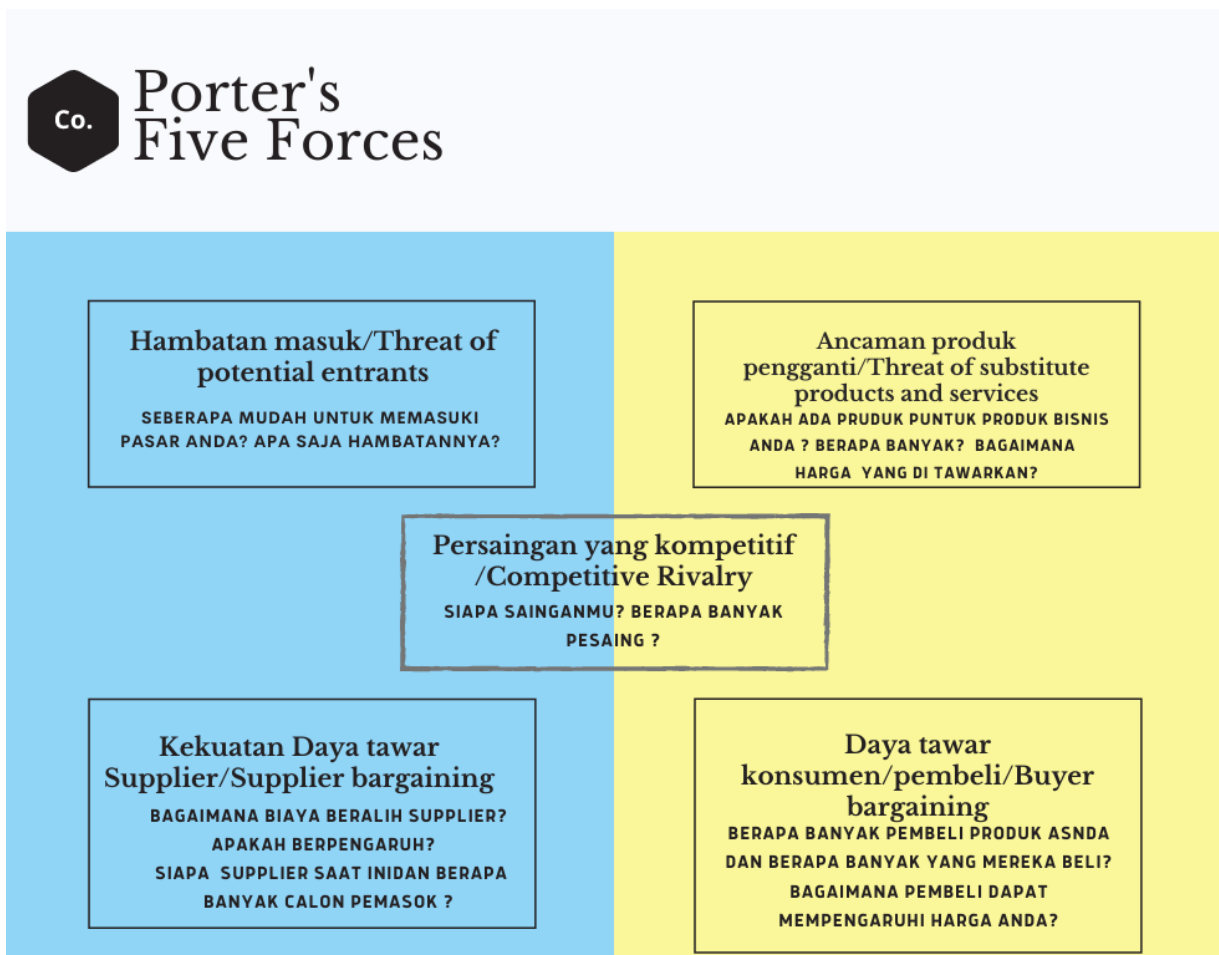 Co.
Porter's
Five Forces
Hambatan masuk/Threat of
potential entrants
SEBERAPA MUDAH UNTUK MEMASUKI
PASAR ANDA? APA SAJA HAMBATANNYA?
Ancaman produk
pengganti/Threat of substitute
products and services
APAKAH ADA PRUDUK PUNTUK PRODUK BISNIS
ANDA ? BERAPA BANYAK? BAGAIMANA
HARGA YANG DI TAWARKAN?
Persaingan yang kompetitif
/Competitive Rivalry
SIAPA SAINGANMU? BERAPA BANYAK
PESAING ?
Kekuatan Daya tawar
Supplier/Supplier bargaining
BAGAIMANA BIAYA BERALIH SUPPLIER?
APAKAH BERPENGARUH?
SIAPA SUPPLIER SAAT INIDAN BERAPA
BANYAK CALON PEMASOK ?
Daya tawar
konsumen/pembeli/Buyer
bargaining
BERAPA BANYAK PEMBELI PRODUK ASNDA
DAN BERAPA BANYAK YANG MEREKA BELI?
BAGAIMANA PEMBELI DAPAT
MEMPENGARUHI HARGA ANDA?